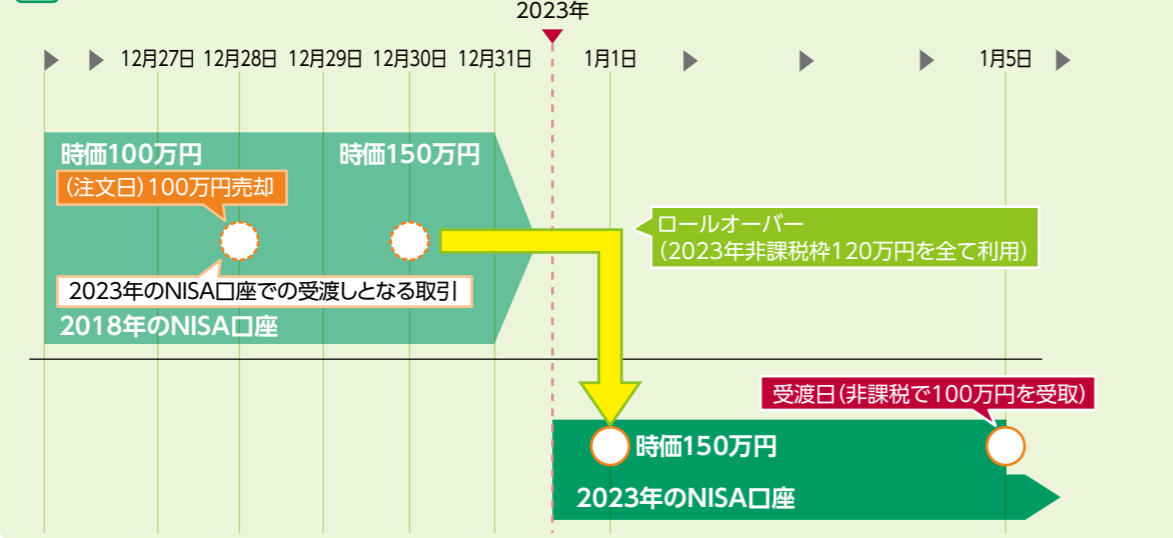 2023年
12月27日 12月28日 12月29日 12月30日 12月31日 1月1日 1月5日
時価100万円 時価150万円
(注文日)100万円売却
ロールオーバー
(2023年非課税枠120万円を全て利用)
2023年のNISA口座での受渡しとなる取引
2018年のNISA口座
受渡日(非課税で100万円を受取)
時価150万円
2023年のNISA口座